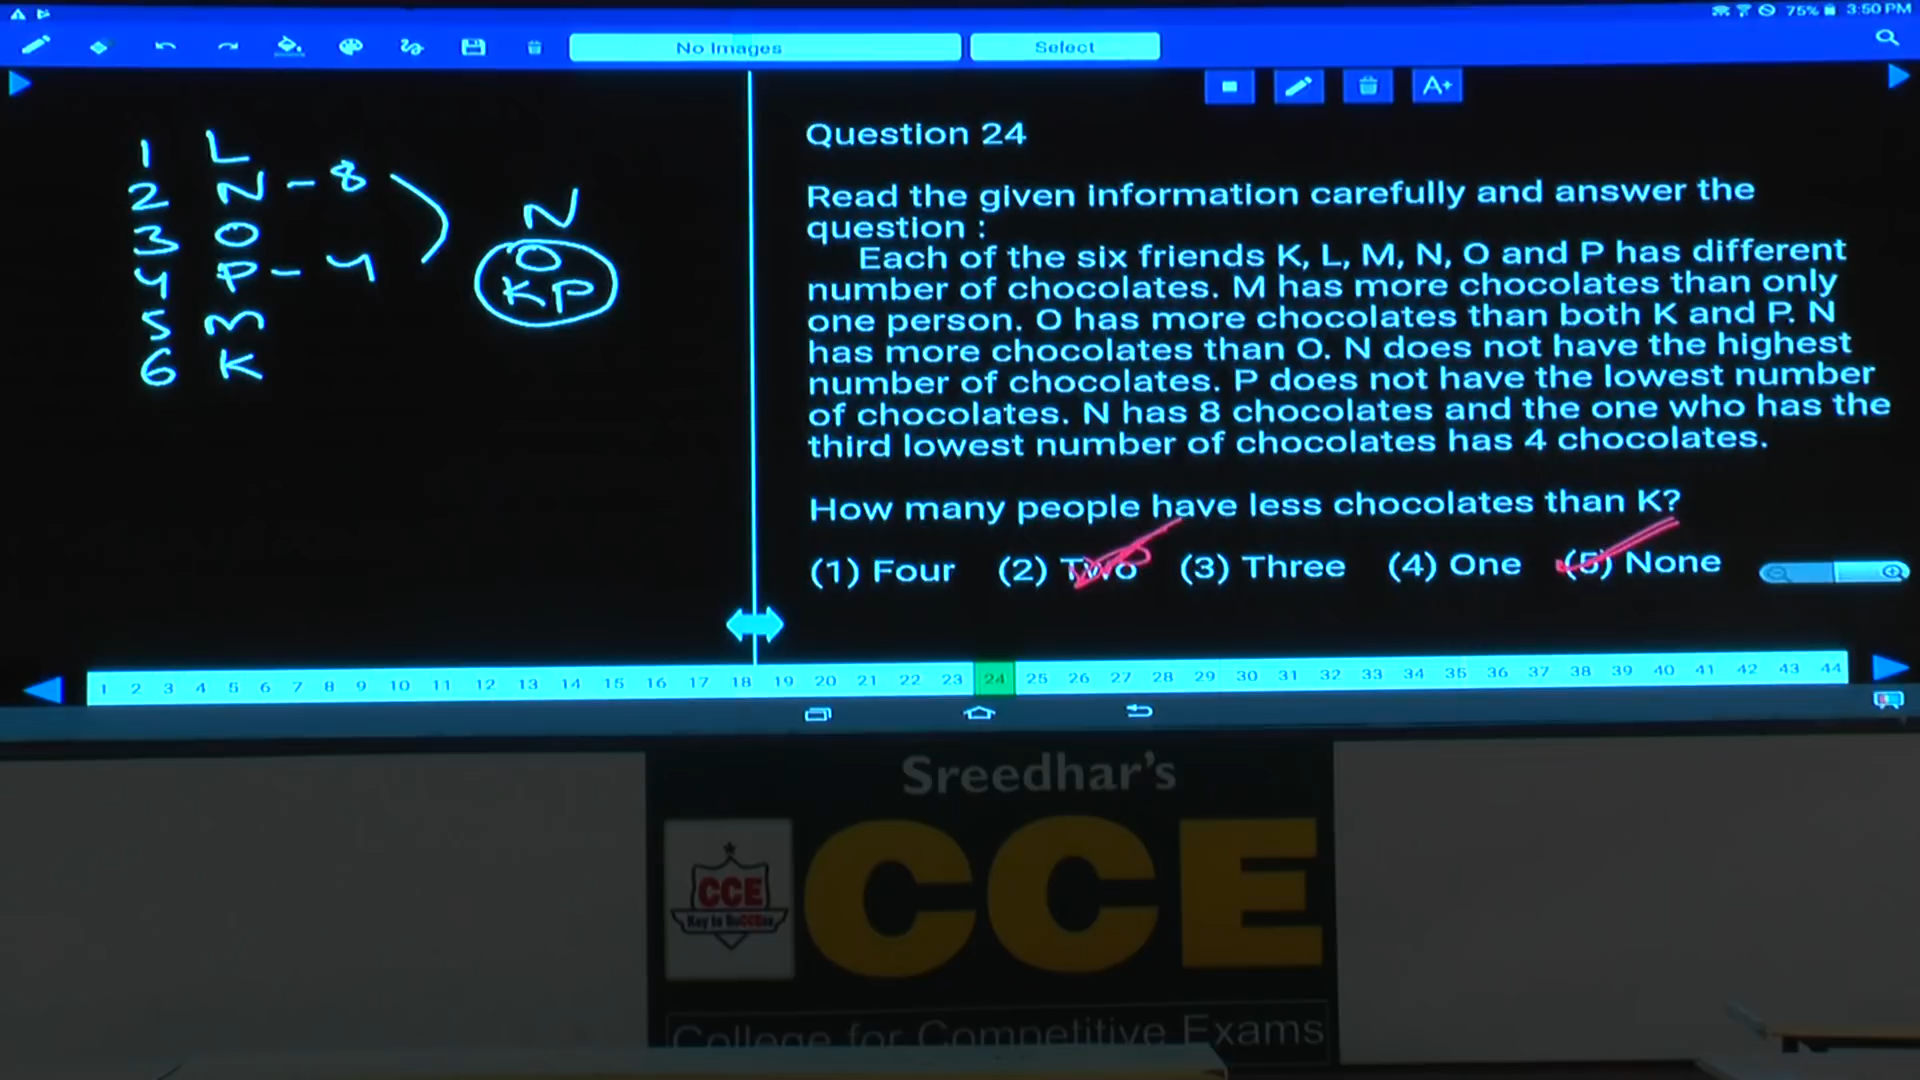 75% 3:50 PM
No Images
Select
A+
1 L
2 N - 8
3 O
4 P - 4
5 M
6 K
N
O
K P
Question 24
Read the given information carefully and answer the
question :
Each of the six friends K, L, M, N, O and P has different
number of chocolates. M has more chocolates than only
one person. O has more chocolates than both K and P. N
has more chocolates than O. N does not have the highest
number of chocolates. P does not have the lowest number
of chocolates. N has 8 chocolates and the one who has the
third lowest number of chocolates has 4 chocolates.
How many people have less chocolates than K?
(1) Four (2) Two (3) Three (4) One (5) None
1 2 3 4 5 6 7 8 9 10 11 12 13 14 15 16 17 18 19 20 21 22 23 24 25 26 27 28 29 30 31 32 33 34 35 36 37 38 39 40 41 42 43 44
Sreedhar's
CCE
CCE
College for Competitive Exams